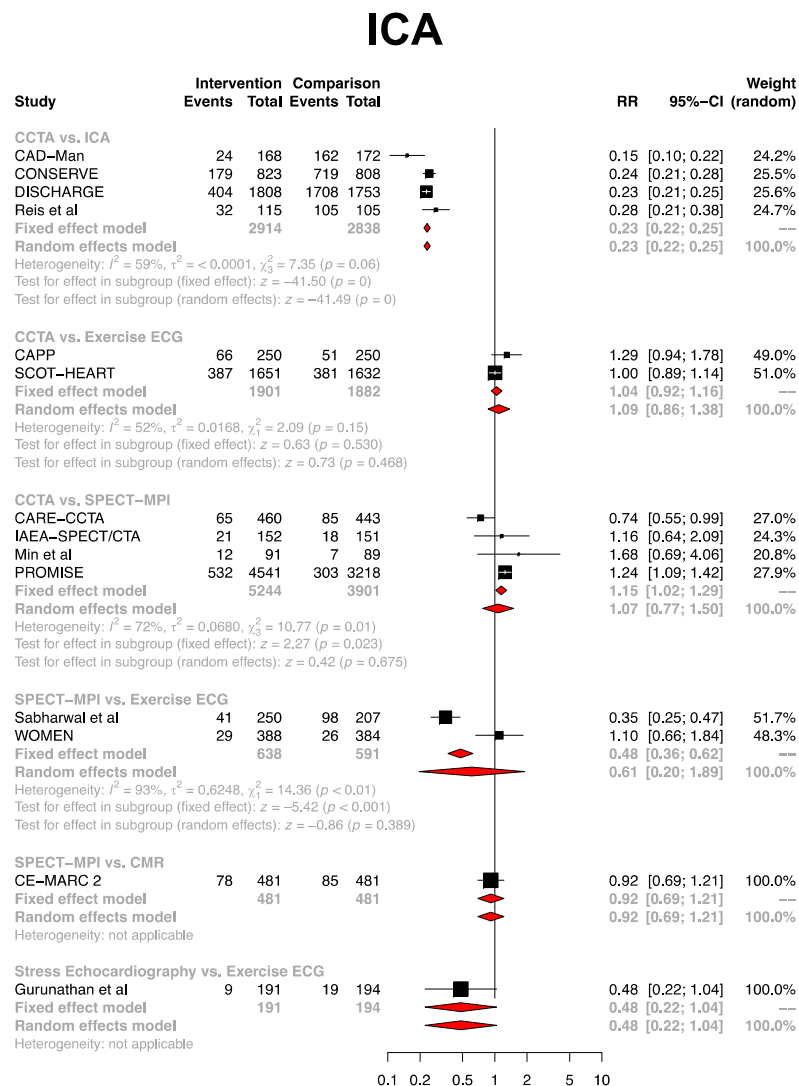 ICA
Intervention Comparison Weight
Study Events Total Events Total RR 95%−CI (random)
CCTA vs. ICA
CAD−Man 24 168 162 172 0.15 [0.10; 0.22] 24.2%
CONSERVE 179 823 719 808 0.24 [0.21; 0.28] 25.5%
DISCHARGE 404 1808 1708 1753 0.23 [0.21; 0.25] 25.6%
Reis et al 32 115 105 105 0.28 [0.21; 0.38] 24.7%
Fixed effect model 2914 2838 0.23 [0.22; 0.25] −−
Random effects model 0.23 [0.22; 0.25] 100.0%
Heterogeneity: I² = 59%, τ² = < 0.0001, χ²₃ = 7.35 (p = 0.06)
Test for effect in subgroup (fixed effect): z = −41.50 (p = 0)
Test for effect in subgroup (random effects): z = −41.49 (p = 0)
CCTA vs. Exercise ECG
CAPP 66 250 51 250 1.29 [0.94; 1.78] 49.0%
SCOT−HEART 387 1651 381 1632 1.00 [0.89; 1.14] 51.0%
Fixed effect model 1901 1882 1.04 [0.92; 1.16] −−
Random effects model 1.09 [0.86; 1.38] 100.0%
Heterogeneity: I² = 52%, τ² = 0.0168, χ²₁ = 2.09 (p = 0.15)
Test for effect in subgroup (fixed effect): z = 0.63 (p = 0.530)
Test for effect in subgroup (random effects): z = 0.73 (p = 0.468)
CCTA vs. SPECT−MPI
CARE−CCTA 65 460 85 443 0.74 [0.55; 0.99] 27.0%
IAEA−SPECT/CTA 21 152 18 151 1.16 [0.64; 2.09] 24.3%
Min et al 12 91 7 89 1.68 [0.69; 4.06] 20.8%
PROMISE 532 4541 303 3218 1.24 [1.09; 1.42] 27.9%
Fixed effect model 5244 3901 1.15 [1.02; 1.29] −−
Random effects model 1.07 [0.77; 1.50] 100.0%
Heterogeneity: I² = 72%, τ² = 0.0680, χ²₃ = 10.77 (p = 0.01)
Test for effect in subgroup (fixed effect): z = 2.27 (p = 0.023)
Test for effect in subgroup (random effects): z = 0.42 (p = 0.675)
SPECT−MPI vs. Exercise ECG
Sabharwal et al 41 250 98 207 0.35 [0.25; 0.47] 51.7%
WOMEN 29 388 26 384 1.10 [0.66; 1.84] 48.3%
Fixed effect model 638 591 0.48 [0.36; 0.62] −−
Random effects model 0.61 [0.20; 1.89] 100.0%
Heterogeneity: I² = 93%, τ² = 0.6248, χ²₁ = 14.36 (p < 0.01)
Test for effect in subgroup (fixed effect): z = −5.42 (p < 0.001)
Test for effect in subgroup (random effects): z = −0.86 (p = 0.389)
SPECT−MPI vs. CMR
CE−MARC 2 78 481 85 481 0.92 [0.69; 1.21] 100.0%
Fixed effect model 481 481 0.92 [0.69; 1.21] −−
Random effects model 0.92 [0.69; 1.21] 100.0%
Heterogeneity: not applicable
Stress Echocardiography vs. Exercise ECG
Gurunathan et al 9 191 19 194 0.48 [0.22; 1.04] 100.0%
Fixed effect model 191 194 0.48 [0.22; 1.04] −−
Random effects model 0.48 [0.22; 1.04] 100.0%
Heterogeneity: not applicable
0.1 0.2 0.5 1 2 5 10